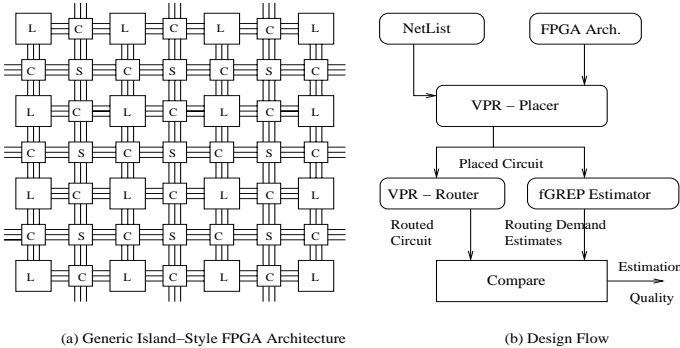 L C L C L C L
C S C S C S C
L C L C L C L
C S C S C S C
L C L C L C L
C S C S C S C
L C L C L C L
(a) Generic Island–Style FPGA Architecture
NetList
FPGA Arch.
VPR – Placer
Placed Circuit
VPR – Router
fGREP Estimator
Routed
Circuit
Routing Demand
Estimates
Compare
Estimation
Quality
(b) Design Flow